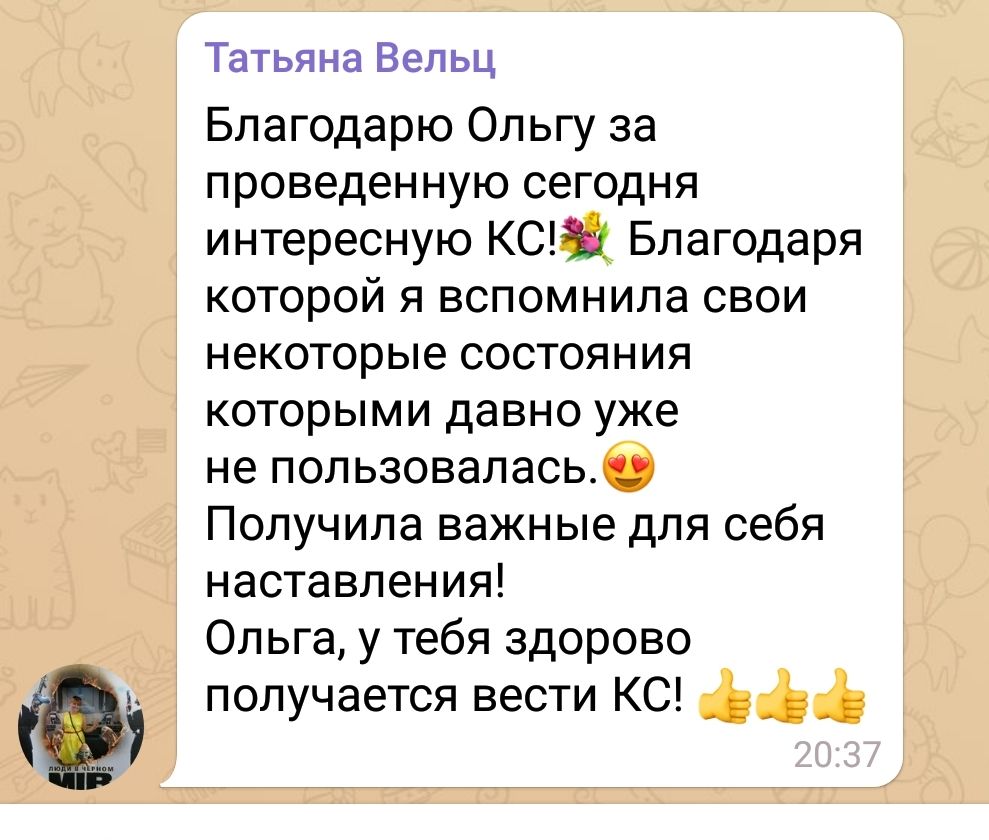 Татьяна Вельц
Благодарю Ольгу за
проведенную сегодня
интересную КС!💐 Благодаря
которой я вспомнила свои
некоторые состояния
которыми давно уже
не пользовалась.😍
Получила важные для себя
наставления!
Ольга, у тебя здорово
получается вести КС! 👍👍👍
20:37
ЛЮДИ В ЧЕРНОМ
MIB